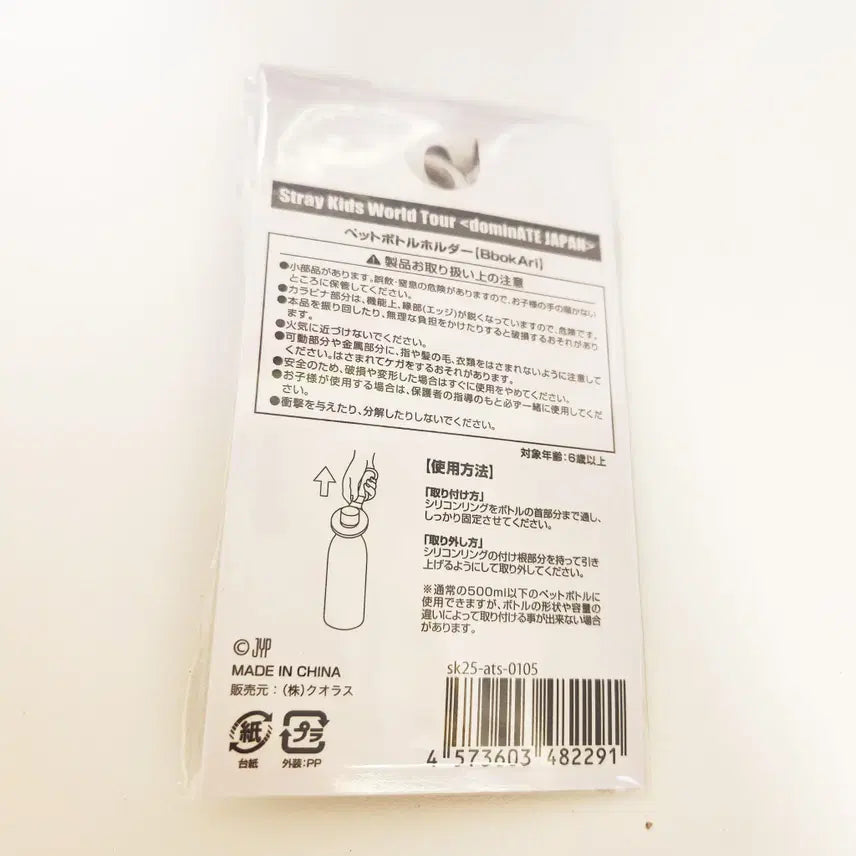 Stray Kids World Tour <dominATE JAPAN>
ペットボトルホルダー【BbokAri】
⚠製品お取り扱い上の注意
●小部品があります。誤飲・窒息の危険がありますので、お子様の手の届かない
ところに保管してください。
●カラビナ部分は、機能上、縁部(エッジ)が鋭くなっていますので、危険です。
●本品を振り回したり、無理な負担をかけたりすると破損するおそれがあり
ます。
●火気に近づけないでください。
●可動部分や金属部分に、指や髪の毛、衣類をはさまれないように注意して
ください。はさまれてケガをするおそれがあります。
●安全のため、破損や変形した場合はすぐに使用をやめてください。
●お子様が使用する場合は、保護者の指導のもと必ず一緒に使用してくだ
さい。
●衝撃を与えたり、分解したりしないでください。
対象年齢:6歳以上
【使用方法】
「取り付け方」
シリコンリングをボトルの首部分まで通し、
しっかり固定させてください。
「取り外し方」
シリコンリングの付け根部分を持って引き
上げるようにして取り外してください。
※通常の500ml以下のペットボトルに
使用できますが、ボトルの形状や容量の
違いによって取り付ける事が出来ない場合
があります。
©JYP
MADE IN CHINA
販売元:(株)クオラス
紙
台紙
プラ
外装:PP
sk25-ats-0105
4 573603 482291